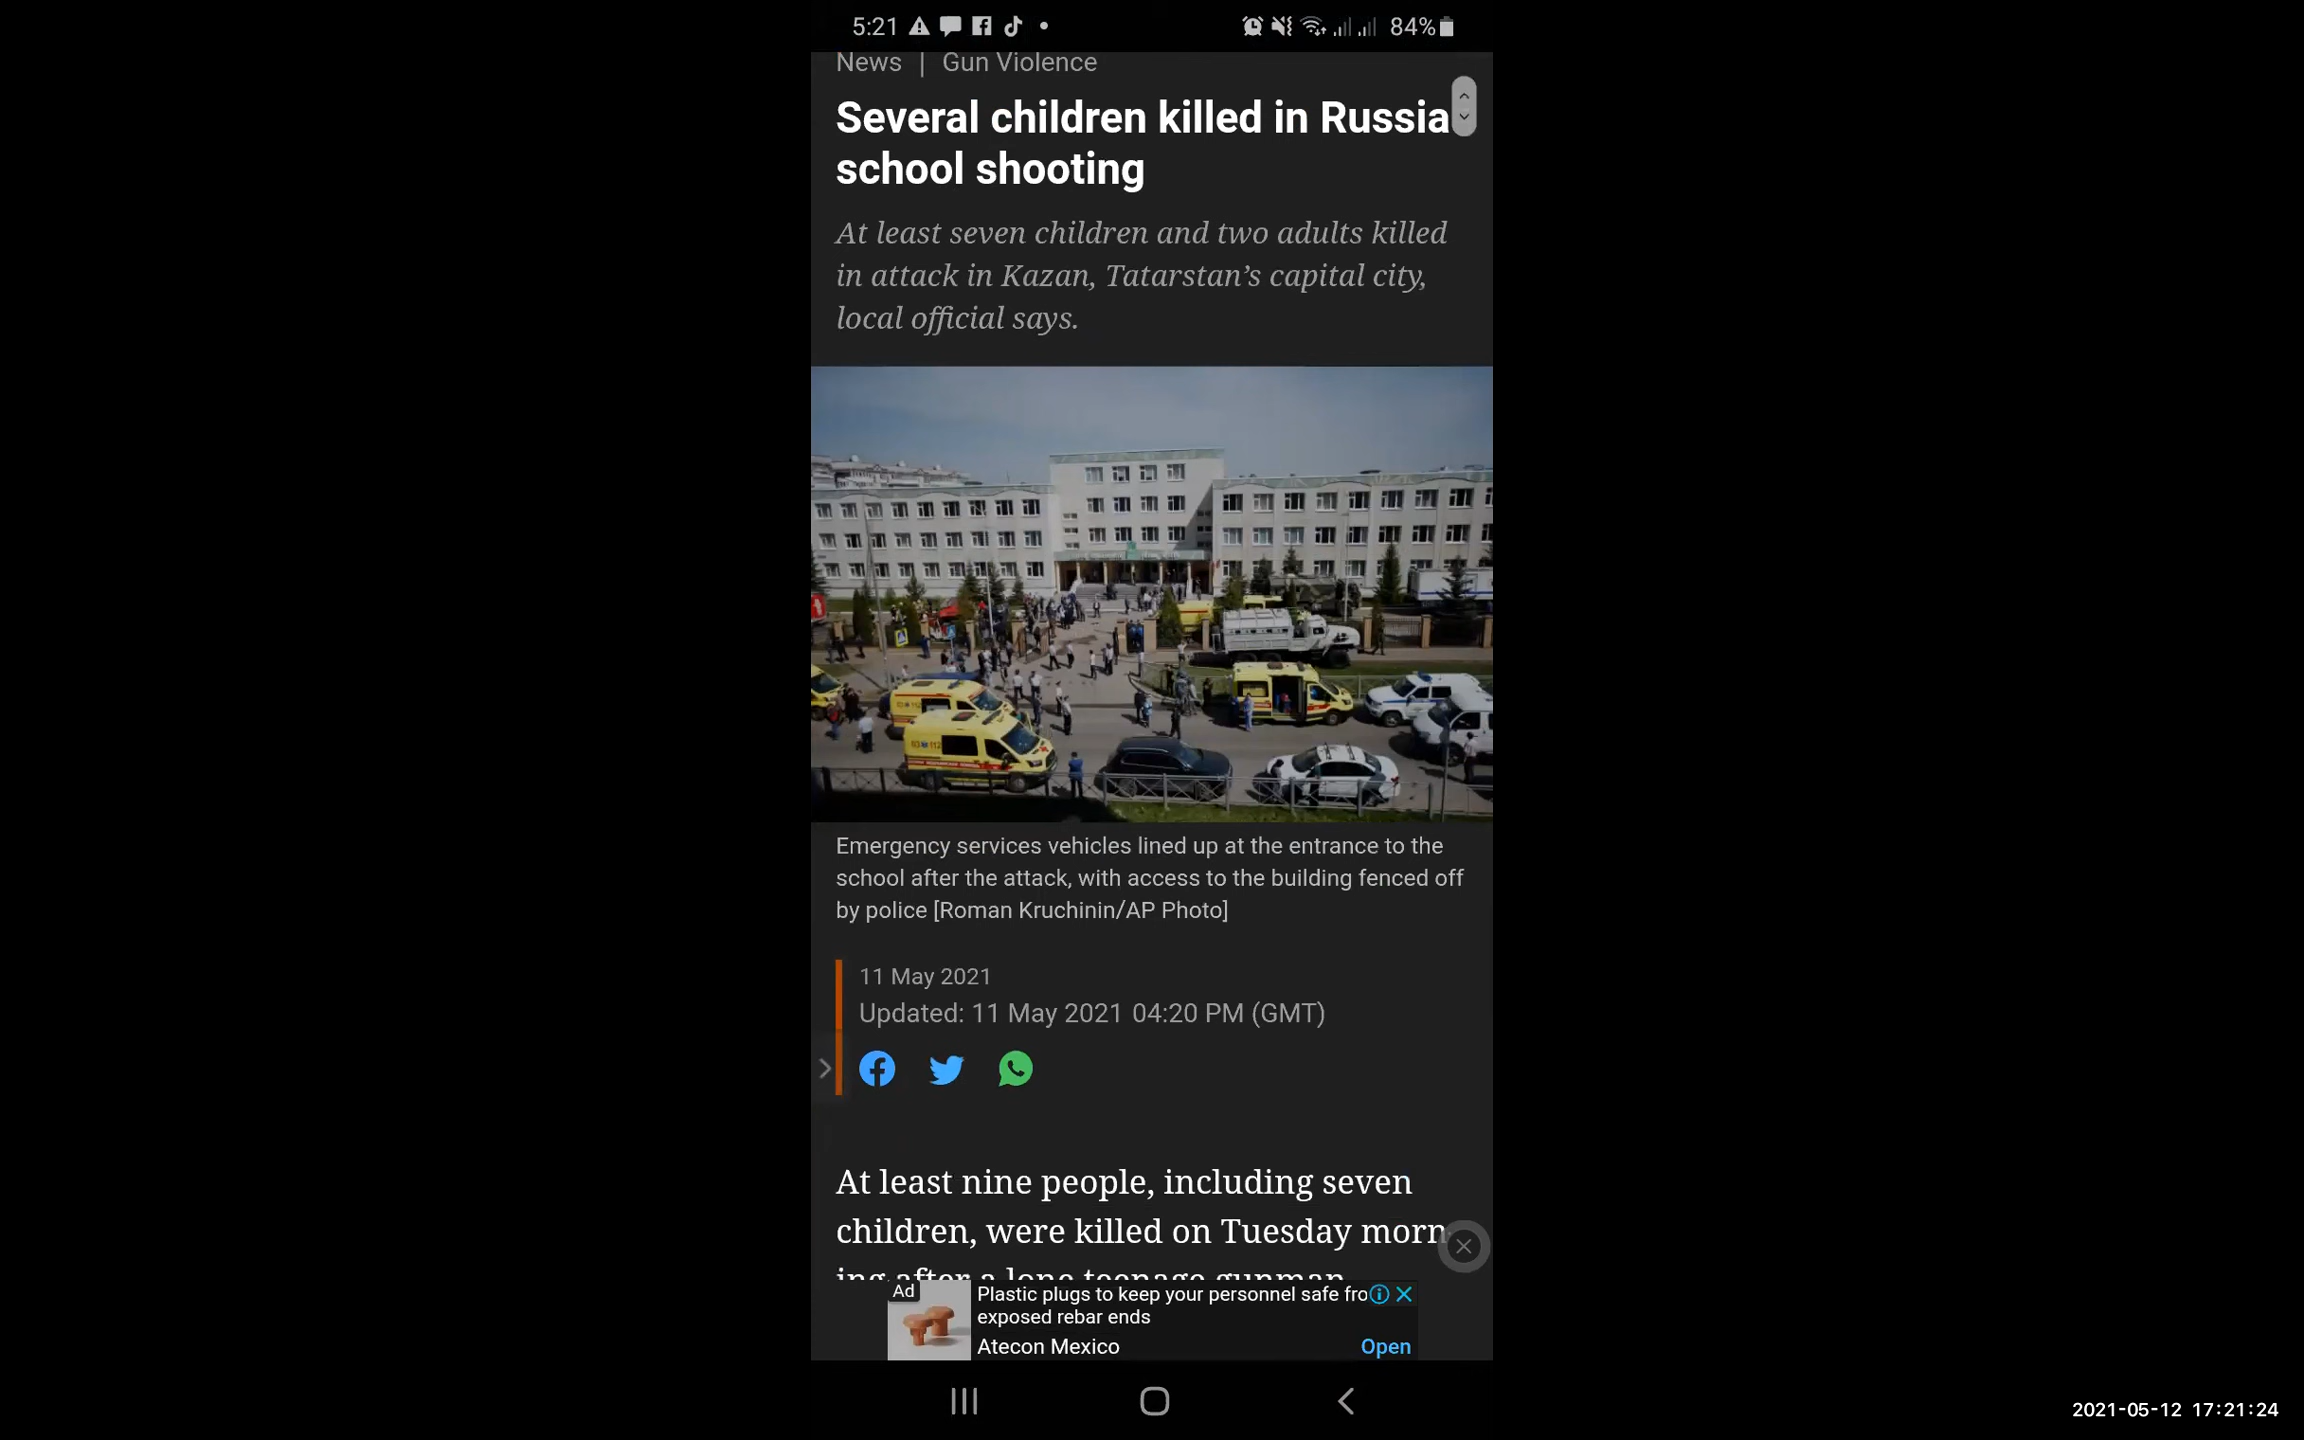 5:21
84%
News | Gun Violence
Several children killed in Russia
school shooting
At least seven children and two adults killed
in attack in Kazan, Tatarstan’s capital city,
local official says.
Emergency services vehicles lined up at the entrance to the
school after the attack, with access to the building fenced off
by police [Roman Kruchinin/AP Photo]
11 May 2021
Updated: 11 May 2021 04:20 PM (GMT)
At least nine people, including seven
children, were killed on Tuesday morn
ing after a lone teenage gunman
Ad
Plastic plugs to keep your personnel safe fro
exposed rebar ends
Atecon Mexico
Open
2021-05-12 17:21:24